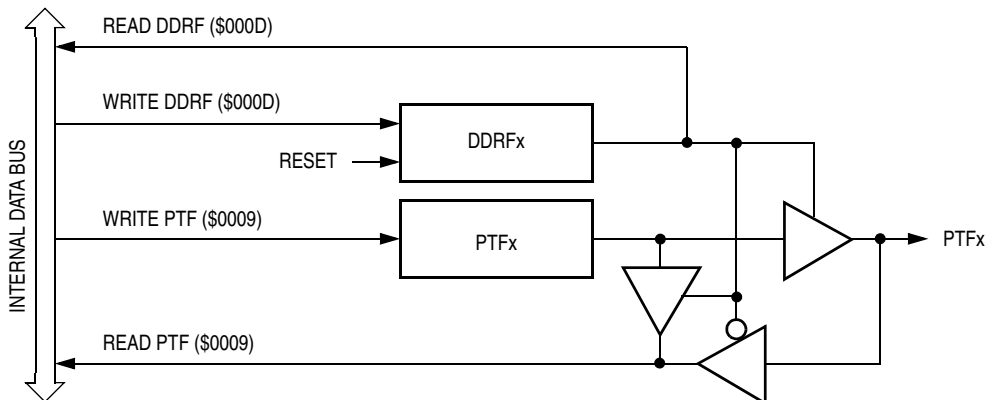 READ DDRF ($000D)
WRITE DDRF ($000D)
DDRFx
RESET
INTERNAL DATA BUS
WRITE PTF ($0009)
PTFx
PTFx
READ PTF ($0009)